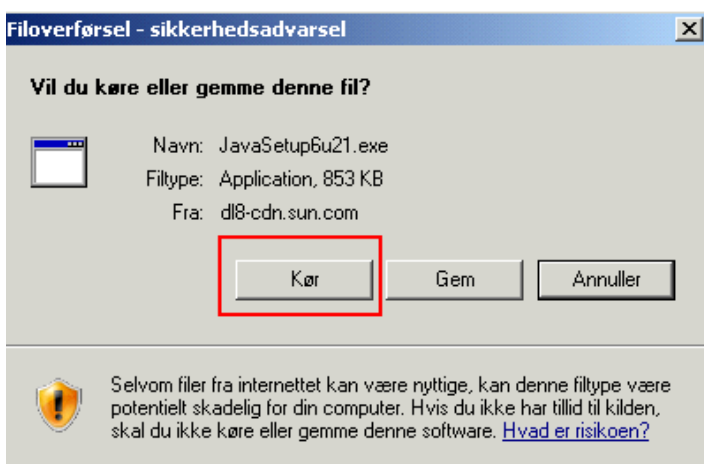 Filoverførsel - sikkerhedsadvarsel
Vil du køre eller gemme denne fil?
Navn: JavaSetup6u21.exe
Filtype: Application, 853 KB
Fra: dl8-cdn.sun.com
Kør Gem Annuller
Selvom filer fra internettet kan være nyttige, kan denne filtype være
potentielt skadelig for din computer. Hvis du ikke har tillid til kilden,
skal du ikke køre eller gemme denne software. Hvad er risikoen?